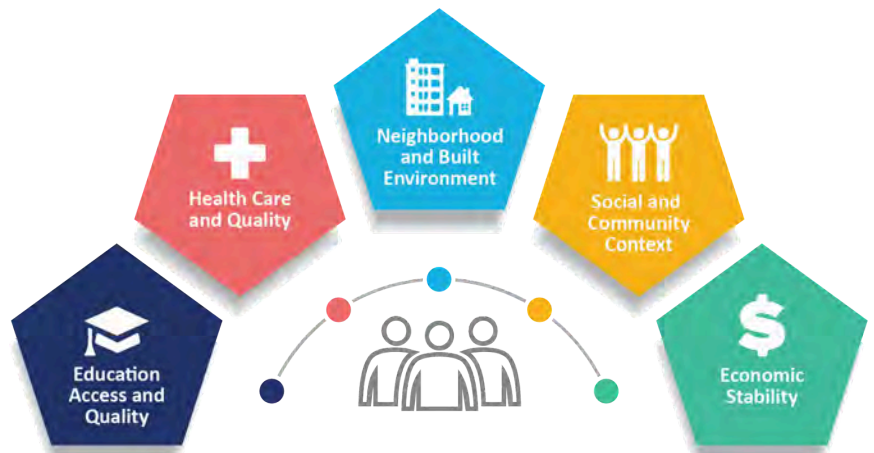 Education
Access and
Quality
Health Care
and Quality
Neighborhood
and Built
Environment
Social and
Community
Context
$
Economic
Stability